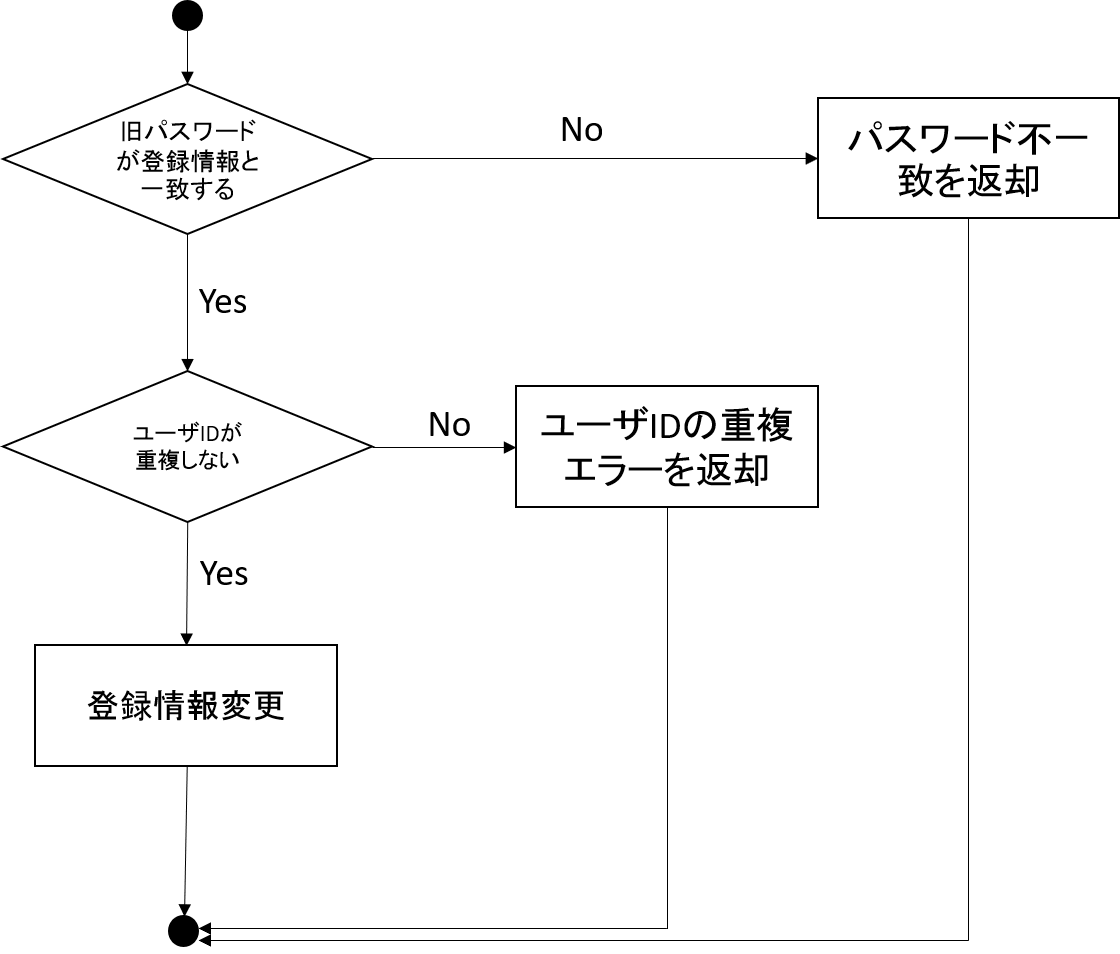 旧パスワード
が登録情報と
一致する
No
パスワード不一
致を返却
Yes
ユーザIDが
重複しない
No
ユーザIDの重複
エラーを返却
Yes
登録情報変更